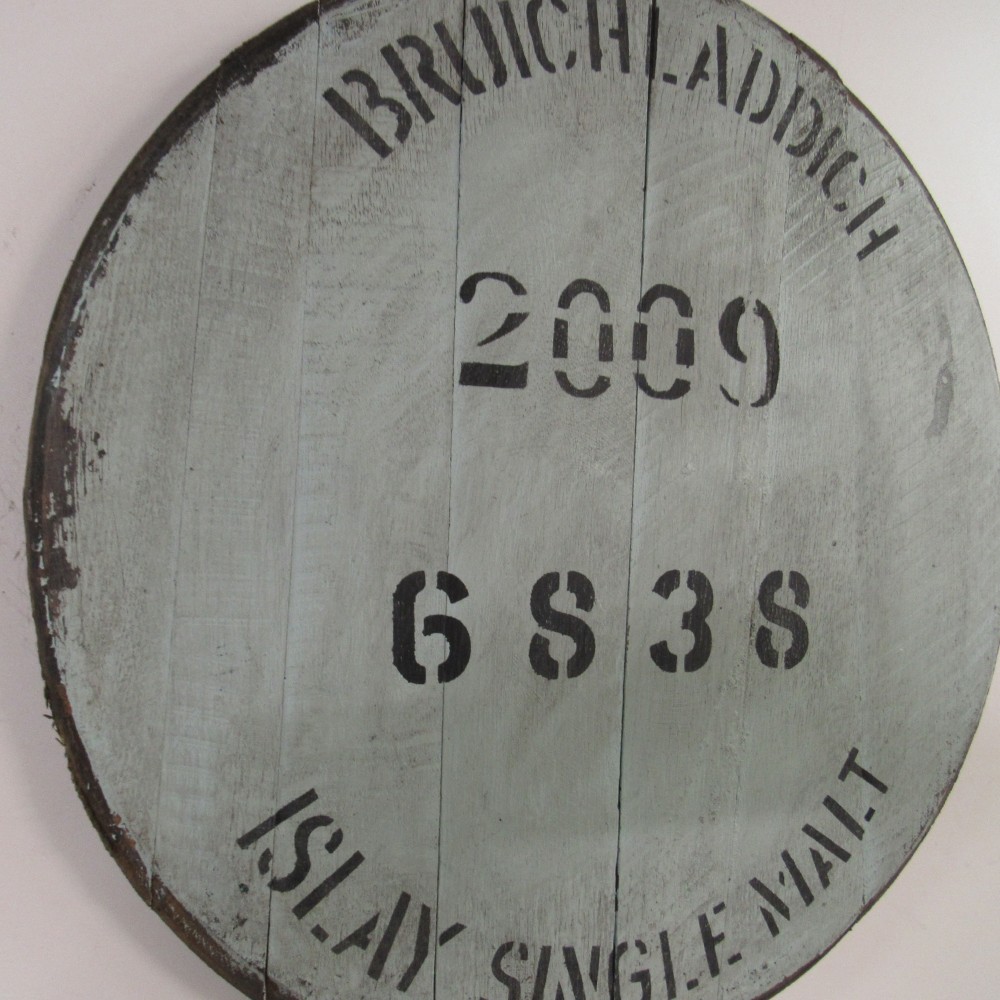 BRUICHLADDICH
2009
6838
ISLAY SINGLE MALT